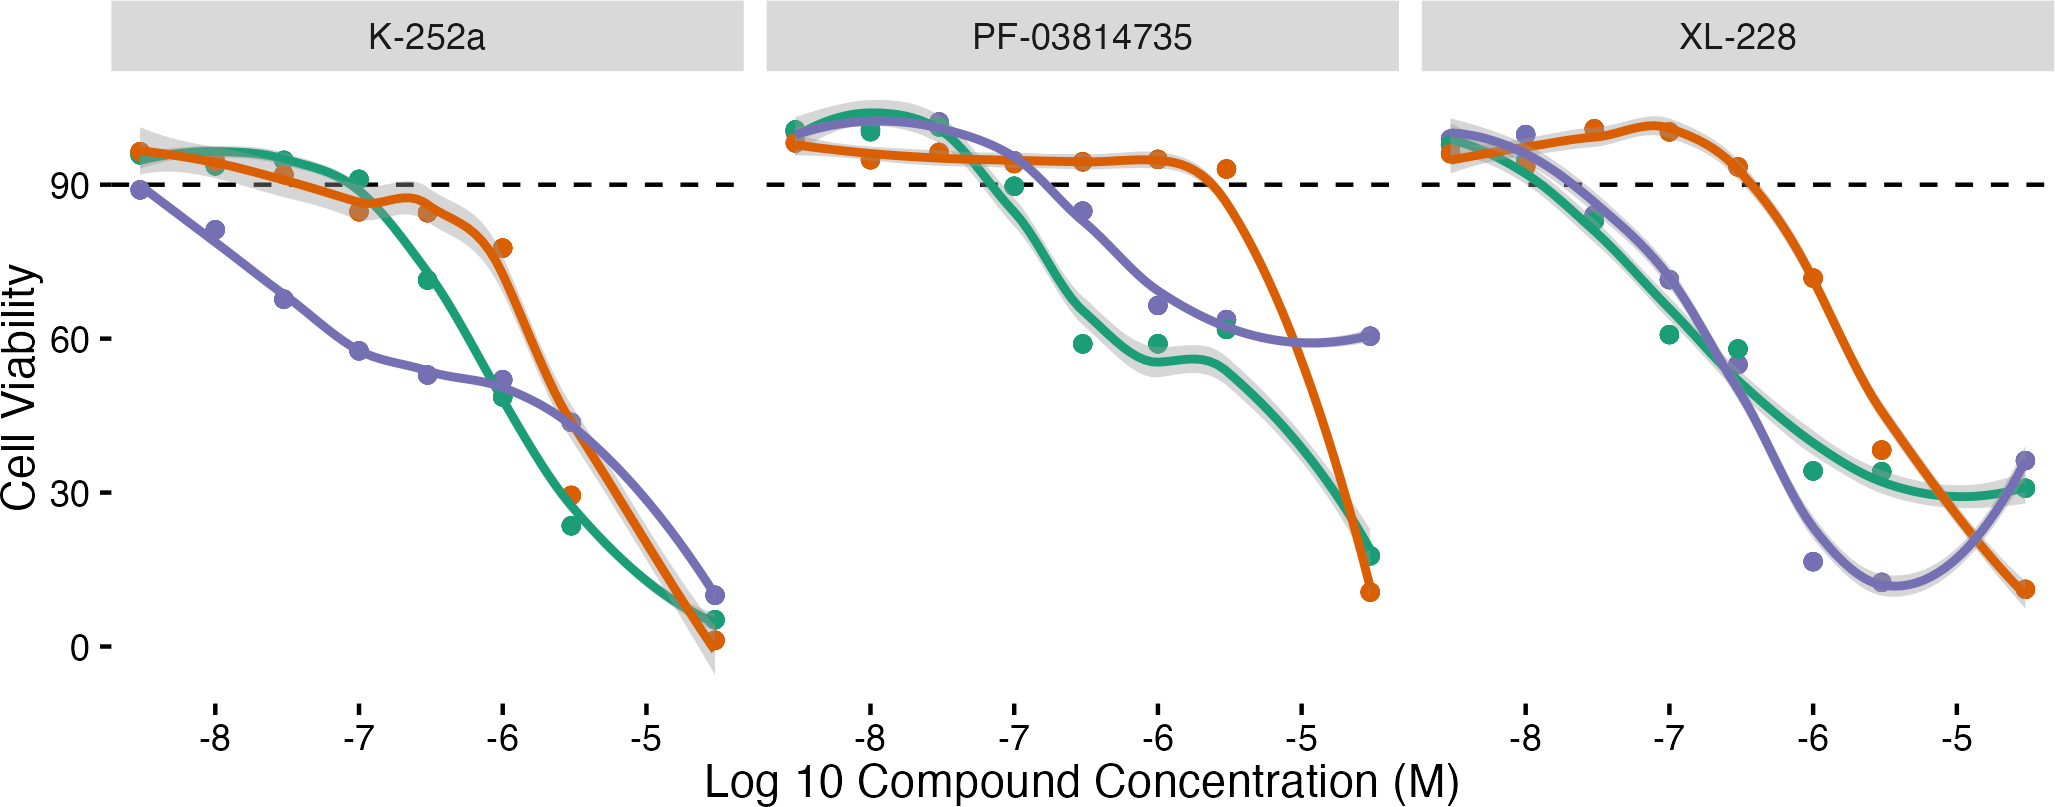 K-252a
PF-03814735
XL-228
Cell Viability
90
60
30
0
-8 -7 -6 -5
-8 -7 -6 -5
-8 -7 -6 -5
Log 10 Compound Concentration (M)